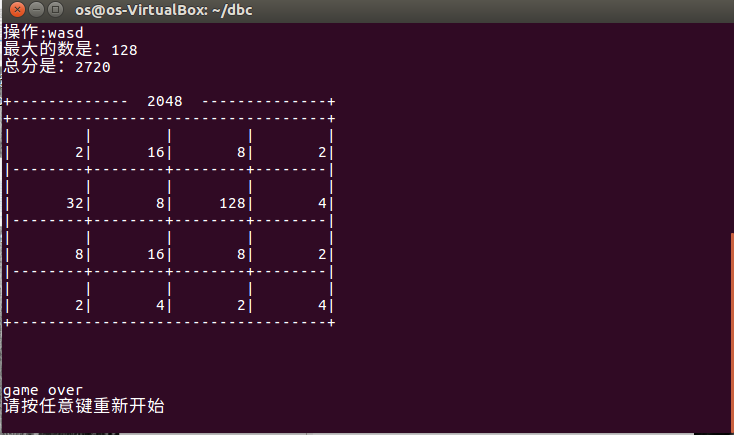 os@os-VirtualBox: ~/dbc
操作:wasd
最大的数是: 128
总分是: 2720
+-------------  2048  --------------+
+-----------------------------------+
|        |        |        |        |
|       2|      16|       8|       2|
|--------+--------+--------+--------|
|        |        |        |        |
|      32|       8|     128|       4|
|--------+--------+--------+--------|
|        |        |        |        |
|       8|      16|       8|       2|
|--------+--------+--------+--------|
|        |        |        |        |
|       2|       4|       2|       4|
+-----------------------------------+
game over
请按任意键重新开始